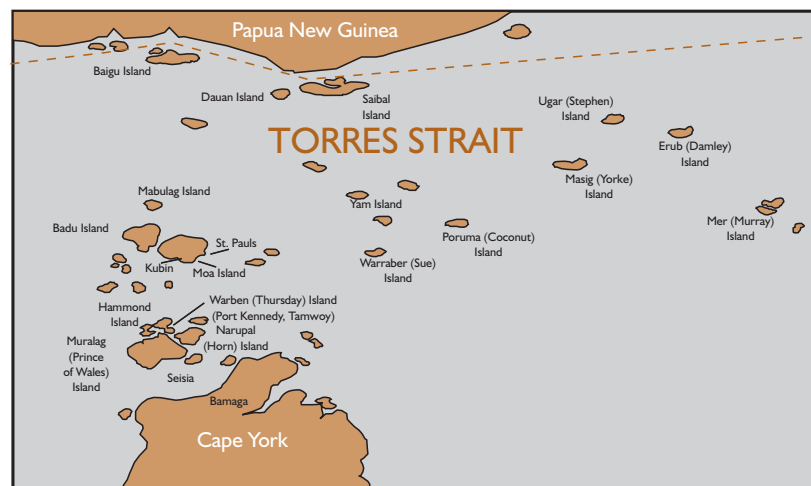 Papua New Guinea
Baigu Island
Dauan Island
Saibal
Island
Ugar (Stephen)
Island
TORRES STRAIT
Erub (Damley)
Island
Masig (Yorke)
Island
Mabulag Island
Yam Island
Mer (Murray)
Island
Badu Island
St. Pauls
Poruma (Coconut)
Island
Kubin
Moa Island
Warraber (Sue)
Island
Hammond
Island
Warben (Thursday) Island
(Port Kennedy, Tamwoy)
Narupal
(Horn) Island
Muralag
(Prince
of Wales)
Island
Seisia
Bamaga
Cape York